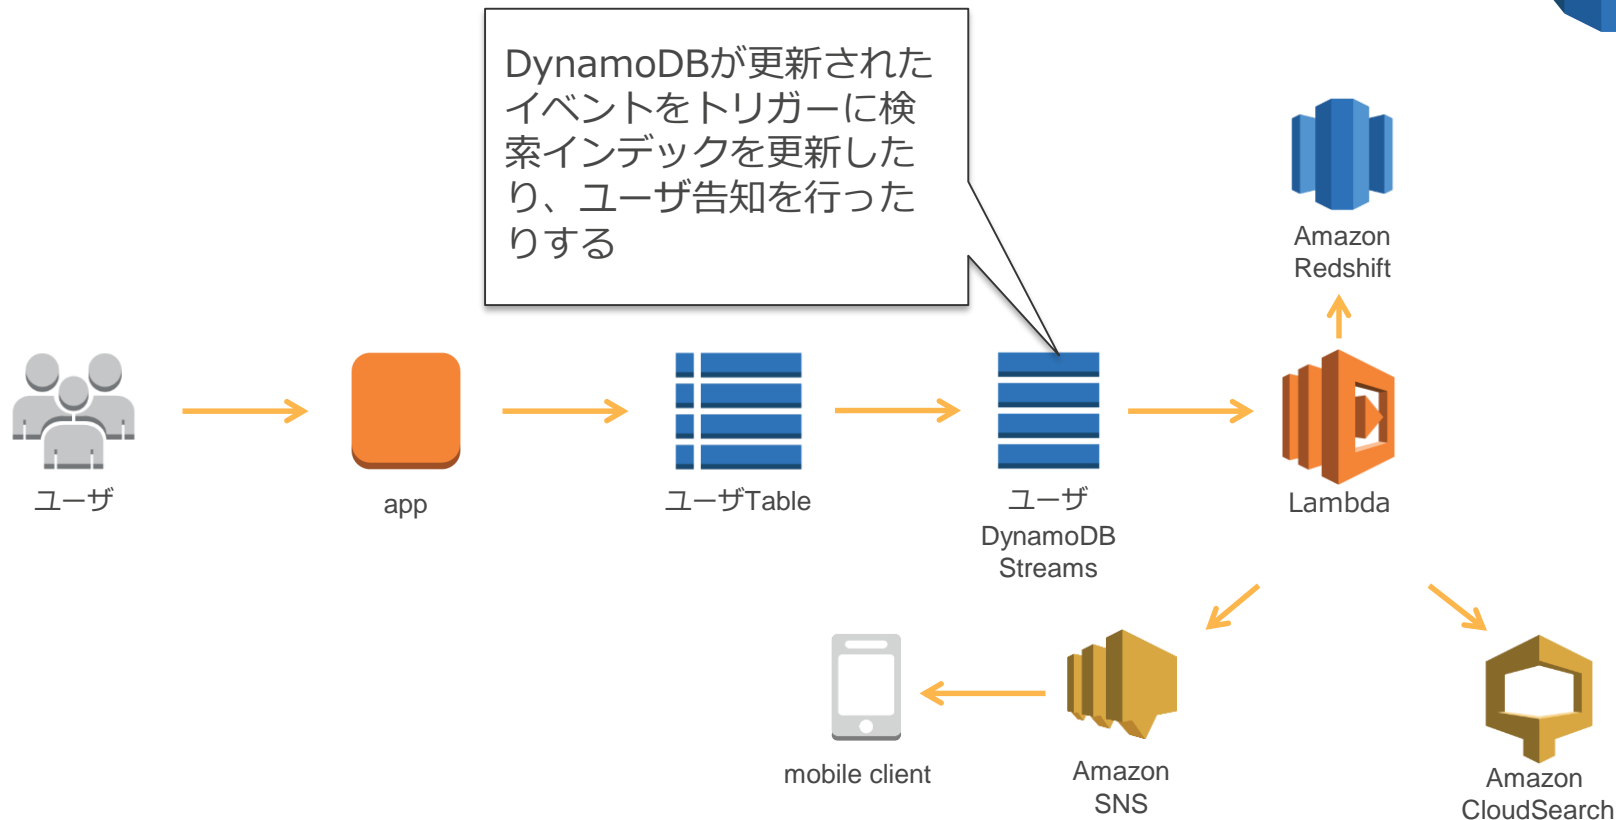 DynamoDBが更新された
イベントをトリガーに検
索インデックを更新した
り、ユーザ告知を行った
りする
Amazon
Redshift
ユーザ
app
ユーザTable
ユーザ
DynamoDB
Streams
Lambda
mobile client
Amazon
SNS
Amazon
CloudSearch